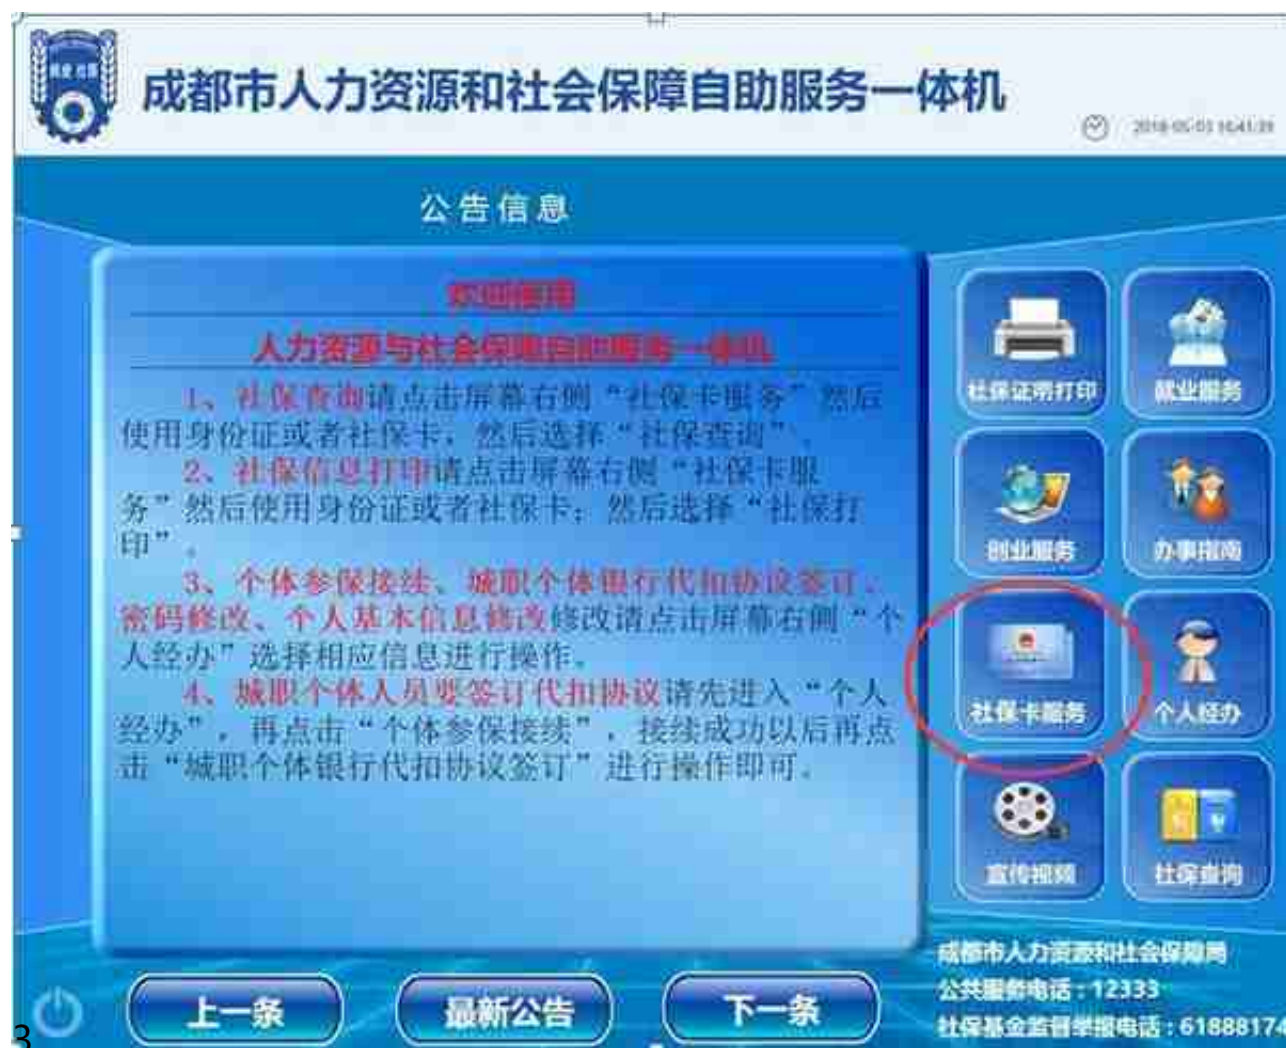 成都市人力资源和社会保障自助服务一体机
公告信息
如何使用
人力资源与社会保障自助服务一体机
1、社保查询请点击屏幕右侧“社保卡服务”然后
使用身份证或者社保卡，然后选择“社保查询”。
2、社保信息打印请点击屏幕右侧“社保卡服
务”然后使用身份证或者社保卡；然后选择“社保打
印”。
3、个体参保接续、城职个体银行代扣协议签订、
密码修改、个人基本信息修改修改请点击屏幕右侧“个
人经办”选择相应信息进行操作。
4、城职个体人员要签订代扣协议请先进入“个人
经办”，再点击“个体参保接续”，接续成功以后再点
击“城职个体银行代扣协议签订”进行操作即可。
社保证明打印
就业服务
创业服务
办事指南
社保卡服务
个人经办
宣传视频
社保查询
上一条
最新公告
下一条
成都市人力资源和社会保障局
公共服务电话：12333
社保基金监督举报电话：61888174
3